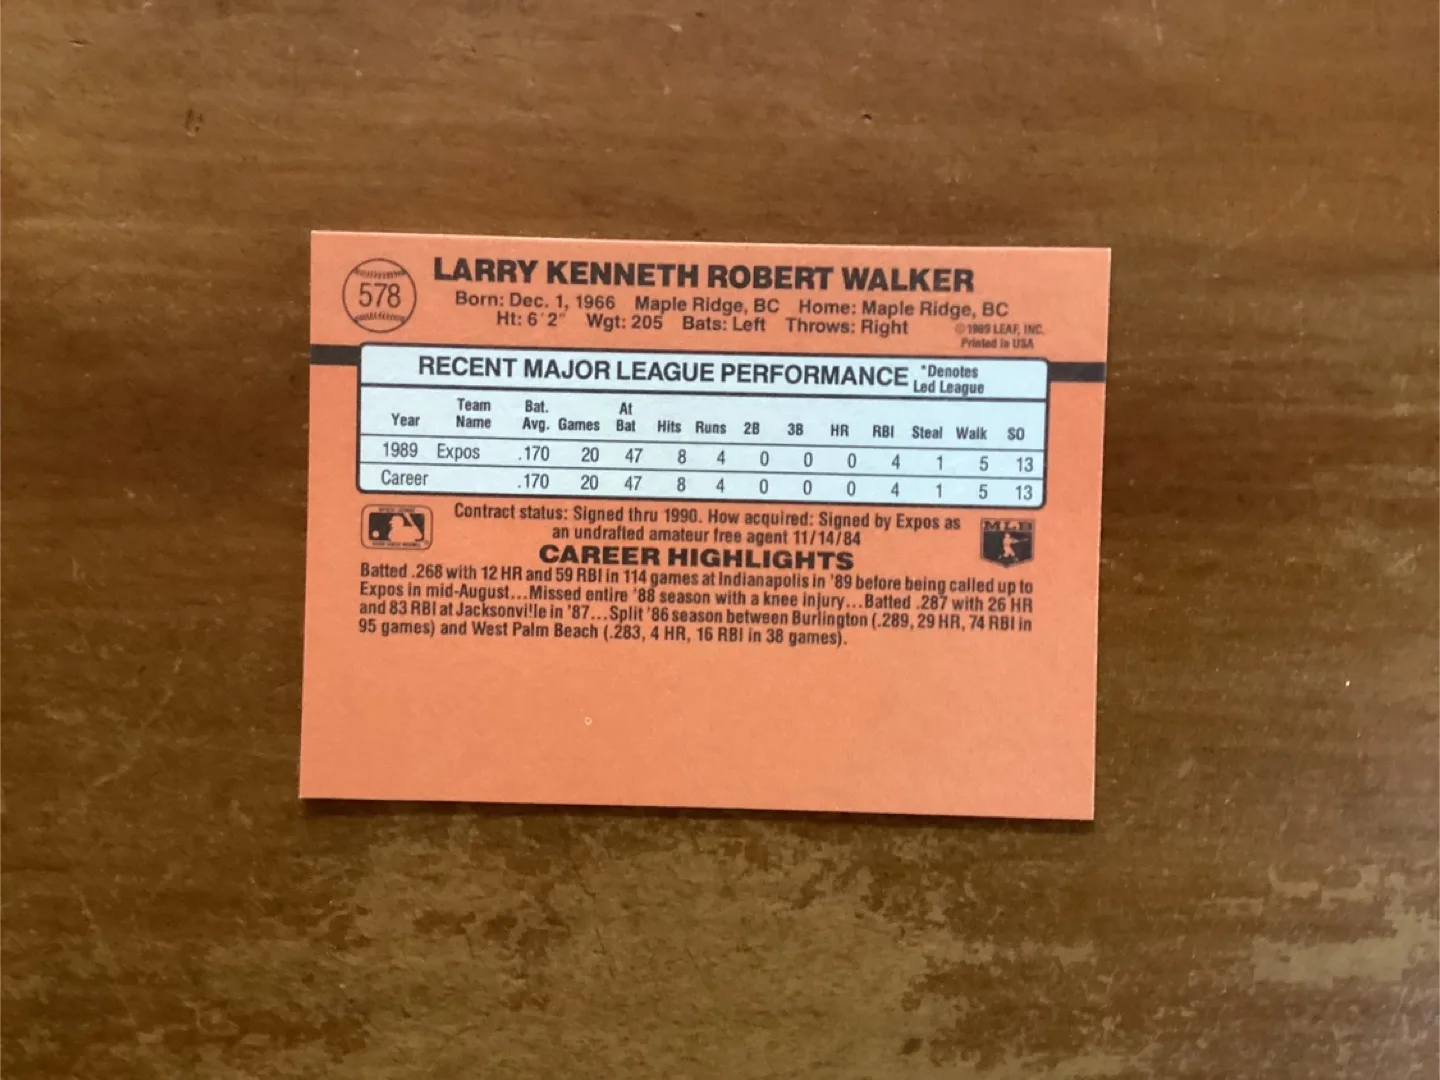 578
LARRY KENNETH ROBERT WALKER
Born: Dec. 1, 1966 Maple Ridge, BC Home: Maple Ridge, BC
Ht: 6'2" Wgt: 205 Bats: Left Throws: Right
© 1989 LEAF, INC.
Printed in USA
RECENT MAJOR LEAGUE PERFORMANCE *Denotes Led League
Year Team Name Bat. Avg. Games At Bat Hits Runs 2B 3B HR RBI Steal Walk SO
1989 Expos .170 20 47 8 4 0 0 0 4 1 5 13
Career .170 20 47 8 4 0 0 0 4 1 5 13
Contract status: Signed thru 1990. How acquired: Signed by Expos as
an undrafted amateur free agent 11/14/84
MLB
CAREER HIGHLIGHTS
Batted .268 with 12 HR and 59 RBI in 114 games at Indianapolis in '89 before being called up to
Expos in mid-August...Missed entire '88 season with a knee injury...Batted .287 with 26 HR
and 83 RBI at Jacksonville in '87...Split '86 season between Burlington (.289, 29 HR, 74 RBI in
95 games) and West Palm Beach (.283, 4 HR, 16 RBI in 38 games).